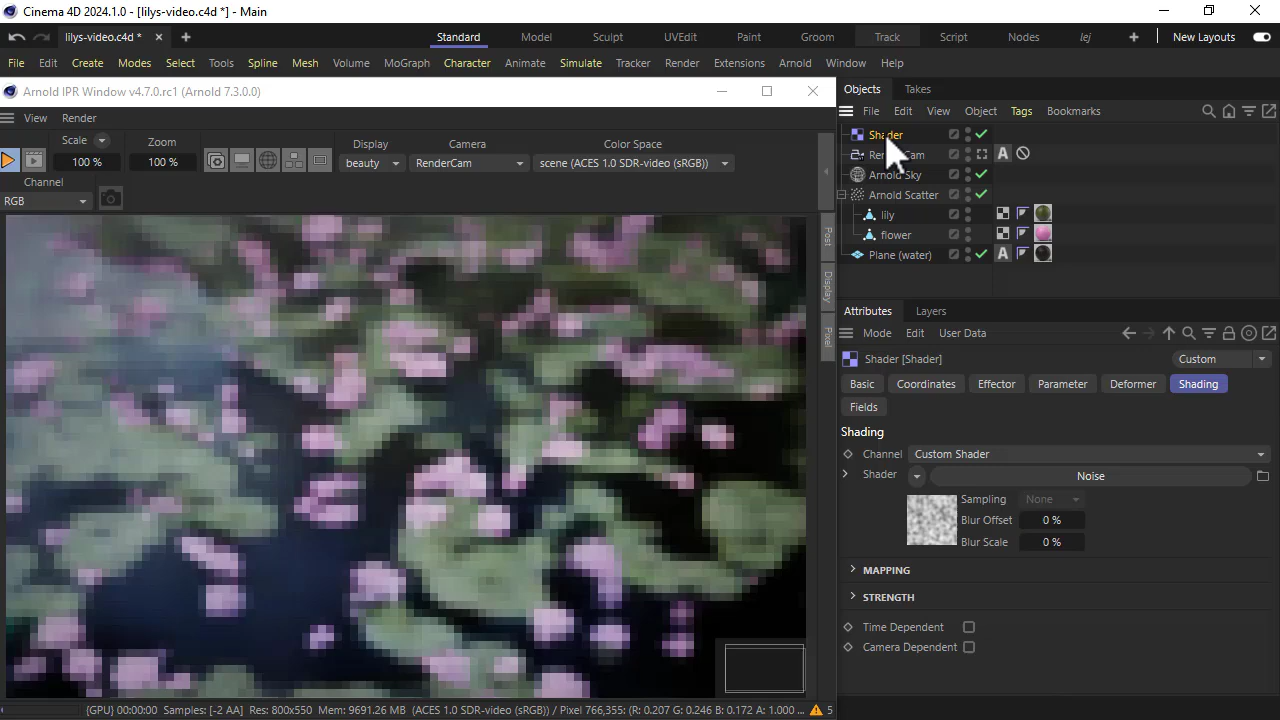 Cinema 4D 2024.1.0 - [lilys-video.c4d *] - Main
lilys-video.c4d *
Standard Model Sculpt UVEdit Paint Groom Track Script Nodes lej New Layouts
File Edit Create Modes Select Tools Spline Mesh Volume MoGraph Character Animate Simulate Tracker Render Extensions Arnold Window Help
Arnold IPR Window v4.7.0.rc1 (Arnold 7.3.0.0)
View Render
Scale Zoom Display Camera Color Space
100 % 100 % beauty RenderCam scene (ACES 1.0 SDR-video (sRGB))
Channel
RGB
Post
Display
Pixel
{GPU} 00:00:00 Samples: [-2 AA] Res: 800x550 Mem: 9691.26 MB (ACES 1.0 SDR-video (sRGB)) / Pixel 766,355: (R: 0.207 G: 0.246 B: 0.172 A: 1.000 ... 5
Objects Takes
File Edit View Object Tags Bookmarks
Shader
Arnold Sky
Arnold Scatter
lily
flower
Plane (water)
Attributes Layers
Mode Edit User Data
Shader [Shader] Custom
Basic Coordinates Effector Parameter Deformer Shading
Fields
Shading
Channel Custom Shader
Shader Noise
Sampling None
Blur Offset 0 %
Blur Scale 0 %
MAPPING
STRENGTH
Time Dependent
Camera Dependent